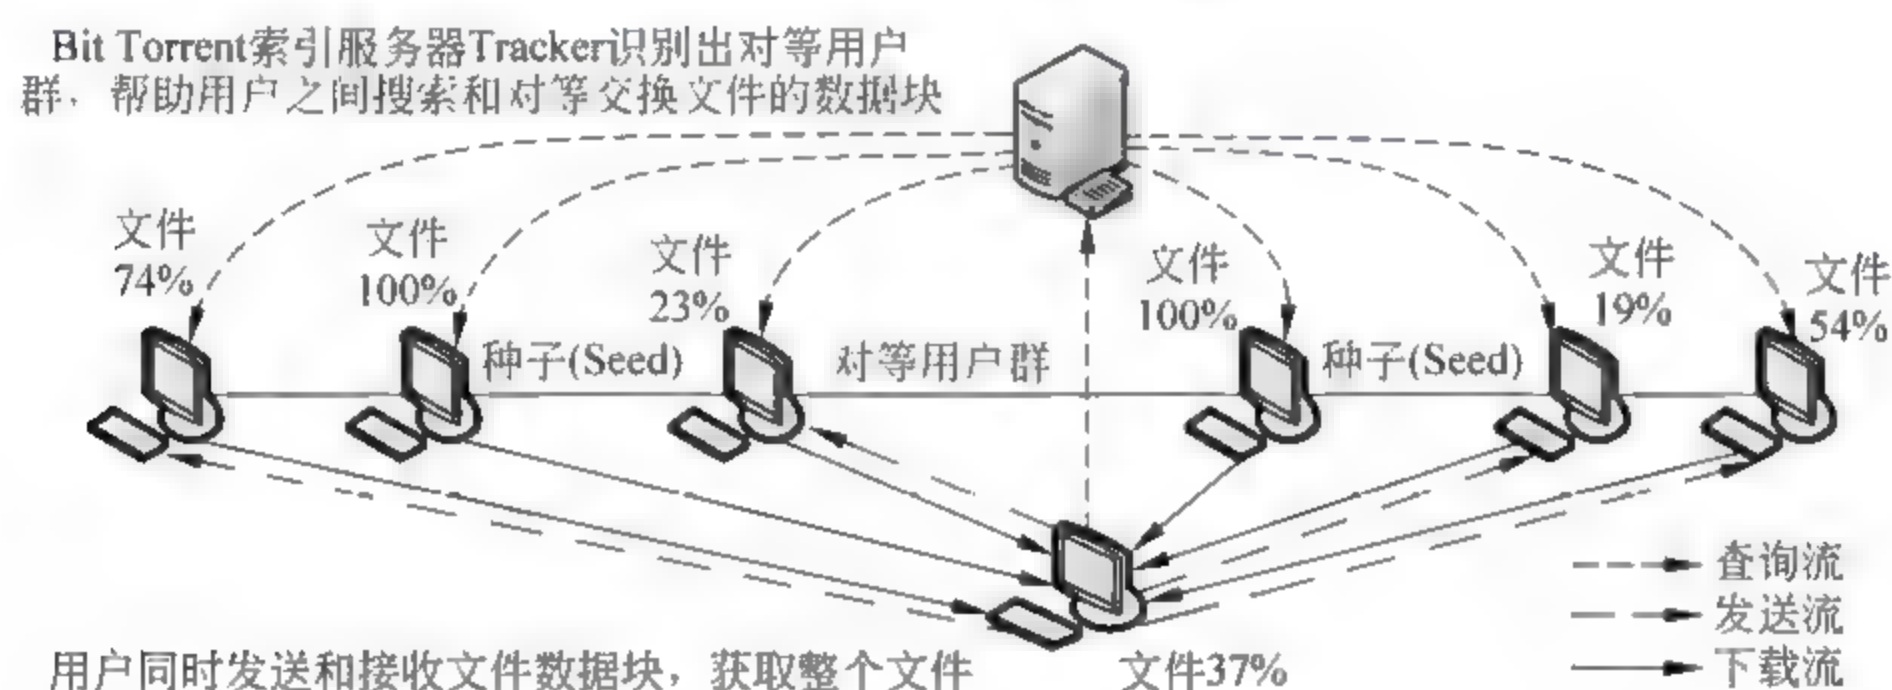 Bit Torrent索引服务器Tracker识别出对等用户
群，帮助用户之间搜索和对等交换文件的数据块
文件
74%
文件
100%
文件
23%
文件
100%
文件
19%
文件
54%
种子(Seed)
对等用户群
种子(Seed)
查询流
发送流
下载流
用户同时发送和接收文件数据块，获取整个文件
文件37%